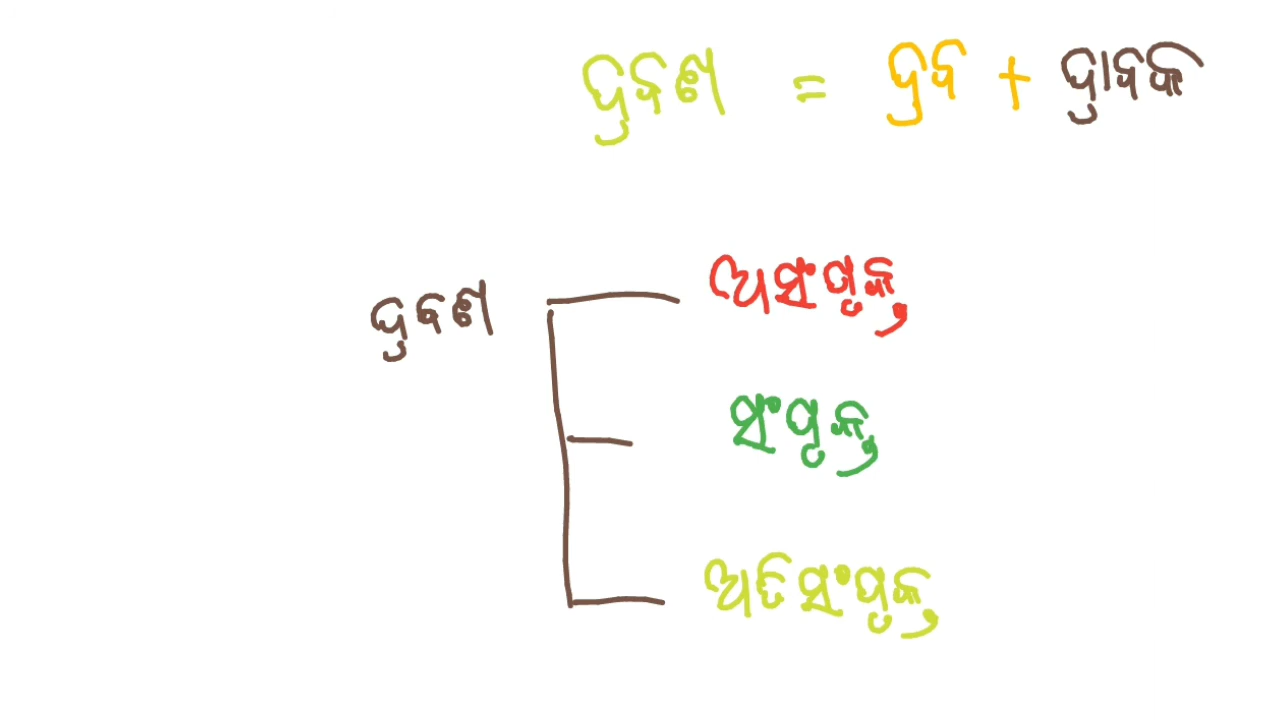 ଦ୍ରବଣ = ଦ୍ରବ + ଦ୍ରାବକ
ଦ୍ରବଣ
ଅସଂପୃକ୍ତ
ସଂପୃକ୍ତ
ଅତିସଂପୃକ୍ତ